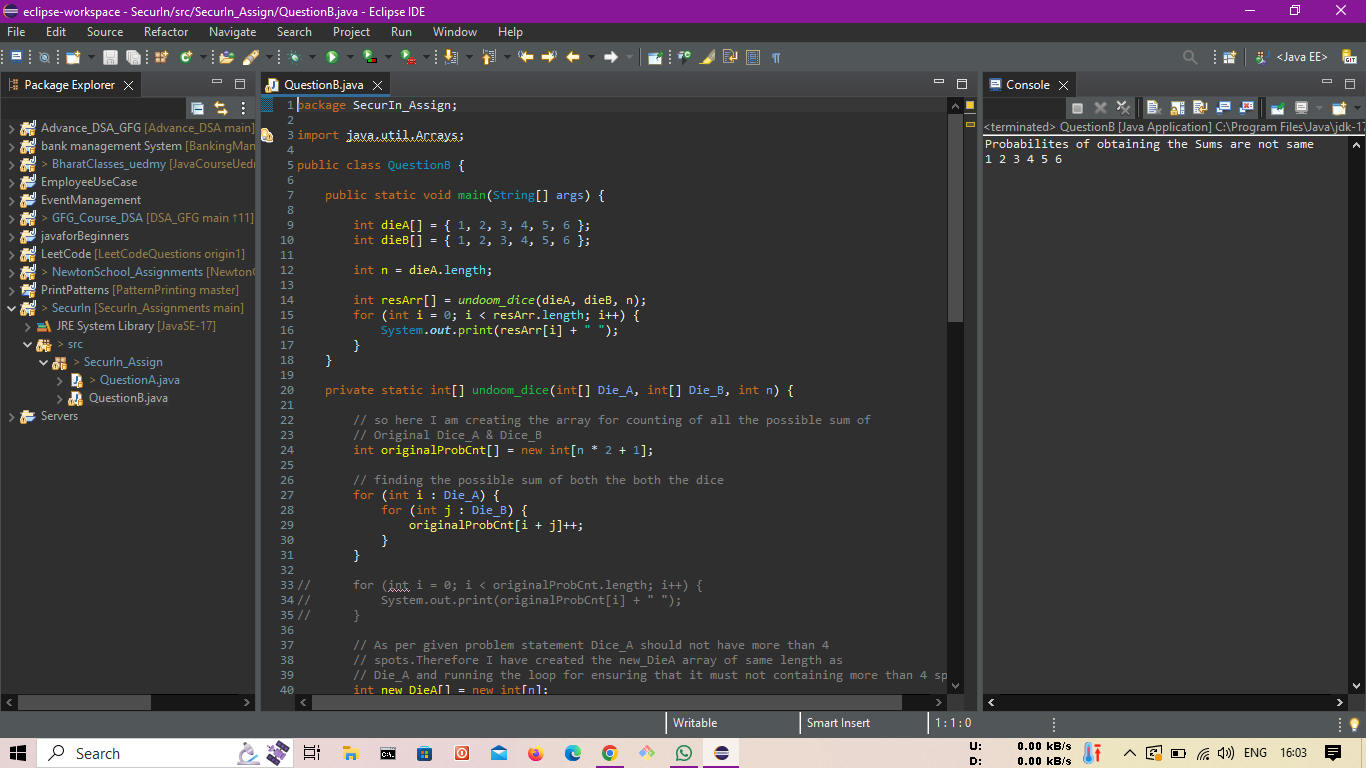 eclipse-workspace - SecurIn/src/SecurIn_Assign/QuestionB.java - Eclipse IDE
File Edit Source Refactor Navigate Search Project Run Window Help
<Java EE>
Package Explorer
Advance_DSA_GFG [Advance_DSA main]
bank management System [BankingMan
> BharatClasses_uedmy [JavaCourseUedr
EmployeeUseCase
EventManagement
> GFG_Course_DSA [DSA_GFG main ↑11]
javaforBeginners
LeetCode [LeetCodeQuestions origin1]
> NewtonSchool_Assignments [NewtonC
PrintPatterns [PatternPrinting master]
> SecurIn [SecurIn_Assignments main]
JRE System Library [JavaSE-17]
> src
> SecurIn_Assign
> QuestionA.java
QuestionB.java
Servers
QuestionB.java
1 package SecurIn_Assign;
2
3 import java.util.Arrays;
4
5 public class QuestionB {
6
7 public static void main(String[] args) {
8
9 int dieA[] = { 1, 2, 3, 4, 5, 6 };
10 int dieB[] = { 1, 2, 3, 4, 5, 6 };
11
12 int n = dieA.length;
13
14 int resArr[] = undoom_dice(dieA, dieB, n);
15 for (int i = 0; i < resArr.length; i++) {
16 System.out.print(resArr[i] + " ");
17 }
18 }
19
20 private static int[] undoom_dice(int[] Die_A, int[] Die_B, int n) {
21
22 // so here I am creating the array for counting of all the possible sum of
23 // Original Dice_A & Dice_B
24 int originalProbCnt[] = new int[n * 2 + 1];
25
26 // finding the possible sum of both the both the dice
27 for (int i : Die_A) {
28 for (int j : Die_B) {
29 originalProbCnt[i + j]++;
30 }
31 }
32
33 // for (int i = 0; i < originalProbCnt.length; i++) {
34 // System.out.print(originalProbCnt[i] + " ");
35 // }
36
37 // As per given problem statement Dice_A should not have more than 4
38 // spots.Therefore I have created the new_DieA array of same length as
39 // Die_A and running the loop for ensuring that it must not containing more than 4 sp
40 int new_DieA[] = new int[n];
Console
<terminated> QuestionB [Java Application] C:\Program Files\Java\jdk-17
Probabilites of obtaining the Sums are not same
1 2 3 4 5 6
Writable
Smart Insert
1 : 1 : 0
Search
U: 0.00 kB/s
D: 0.00 kB/s
ENG
16:03